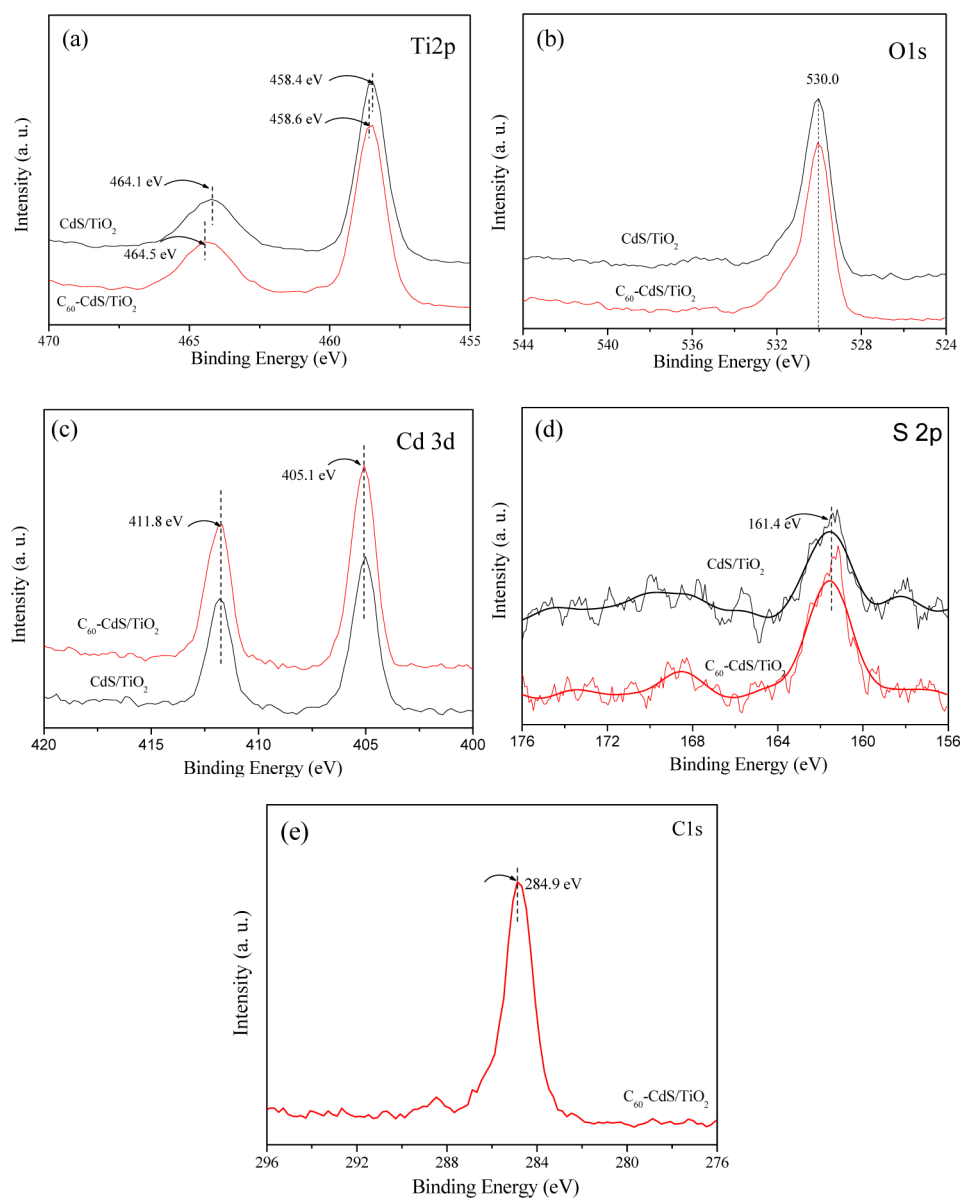 (a)
Ti2p
458.4 eV
458.6 eV
464.1 eV
CdS/TiO₂
464.5 eV
C₆₀-CdS/TiO₂
Intensity (a. u.)
470 465 460 455
Binding Energy (eV)
(b)
O1s
530.0
CdS/TiO₂
C₆₀-CdS/TiO₂
Intensity (a. u.)
544 540 536 532 528 524
Binding Energy (eV)
(c)
Cd 3d
405.1 eV
411.8 eV
C₆₀-CdS/TiO₂
CdS/TiO₂
Intensity (a. u.)
420 415 410 405 400
Binding Energy (eV)
(d)
S 2p
161.4 eV
CdS/TiO₂
C₆₀-CdS/TiO₂
Intensity (a. u.)
176 172 168 164 160 156
Binding Energy (eV)
(e)
C1s
284.9 eV
C₆₀-CdS/TiO₂
Intensity (a. u.)
296 292 288 284 280 276
Binding Energy (eV)